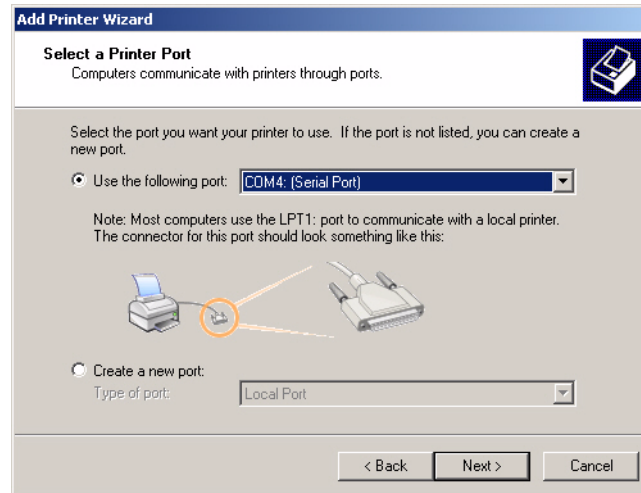 Add Printer Wizard
Select a Printer Port
Computers communicate with printers through ports.
Select the port you want your printer to use. If the port is not listed, you can create a
new port.
Use the following port: COM4: (Serial Port)
Note: Most computers use the LPT1: port to communicate with a local printer.
The connector for this port should look something like this:
Create a new port:
Type of port: Local Port
< Back Next > Cancel